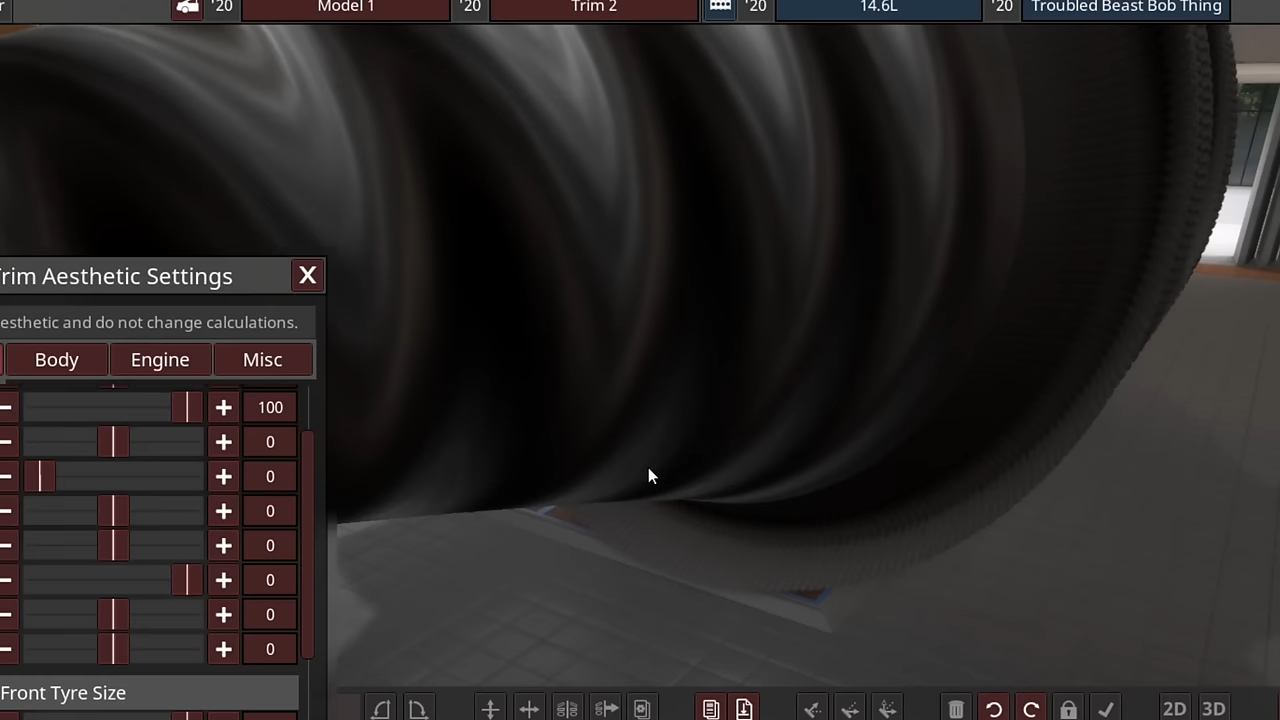 '20 Model 1 '20 Trim 2 '20 14.6L '20 Troubled Beast Bob Thing
Trim Aesthetic Settings X
esthetic and do not change calculations.
Body Engine Misc
100
0
0
0
0
0
0
0
Front Tyre Size
2D 3D